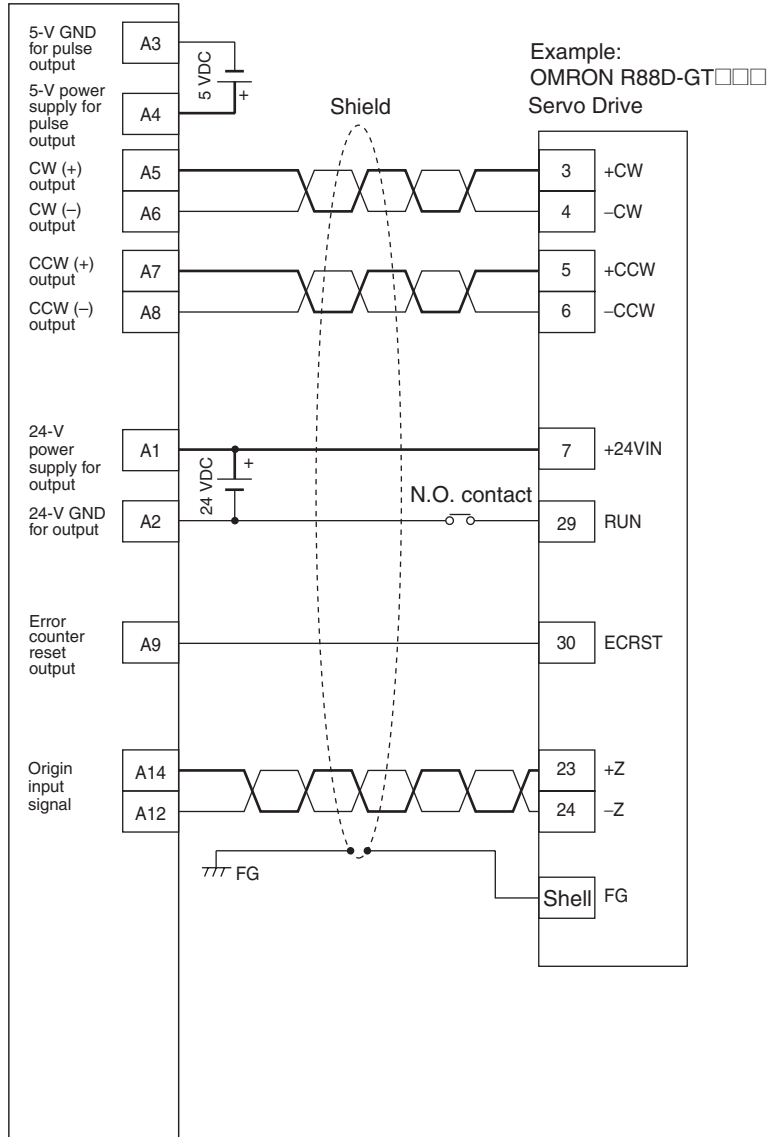 5-V GND
for pulse
output
A3
5 VDC
+
5-V power
supply for
pulse
output
A4
Example:
OMRON R88D-GT□□□
Servo Drive
Shield
CW (+)
output
A5
3
+CW
CW (–)
output
A6
4
–CW
CCW (+)
output
A7
5
+CCW
CCW (–)
output
A8
6
–CCW
24-V
power
supply for
output
A1
24 VDC
+
7
+24VIN
24-V GND
for output
A2
N.O. contact
29
RUN
Error
counter
reset
output
A9
30
ECRST
Origin
input
signal
A14
23
+Z
A12
24
–Z
FG
Shell
FG